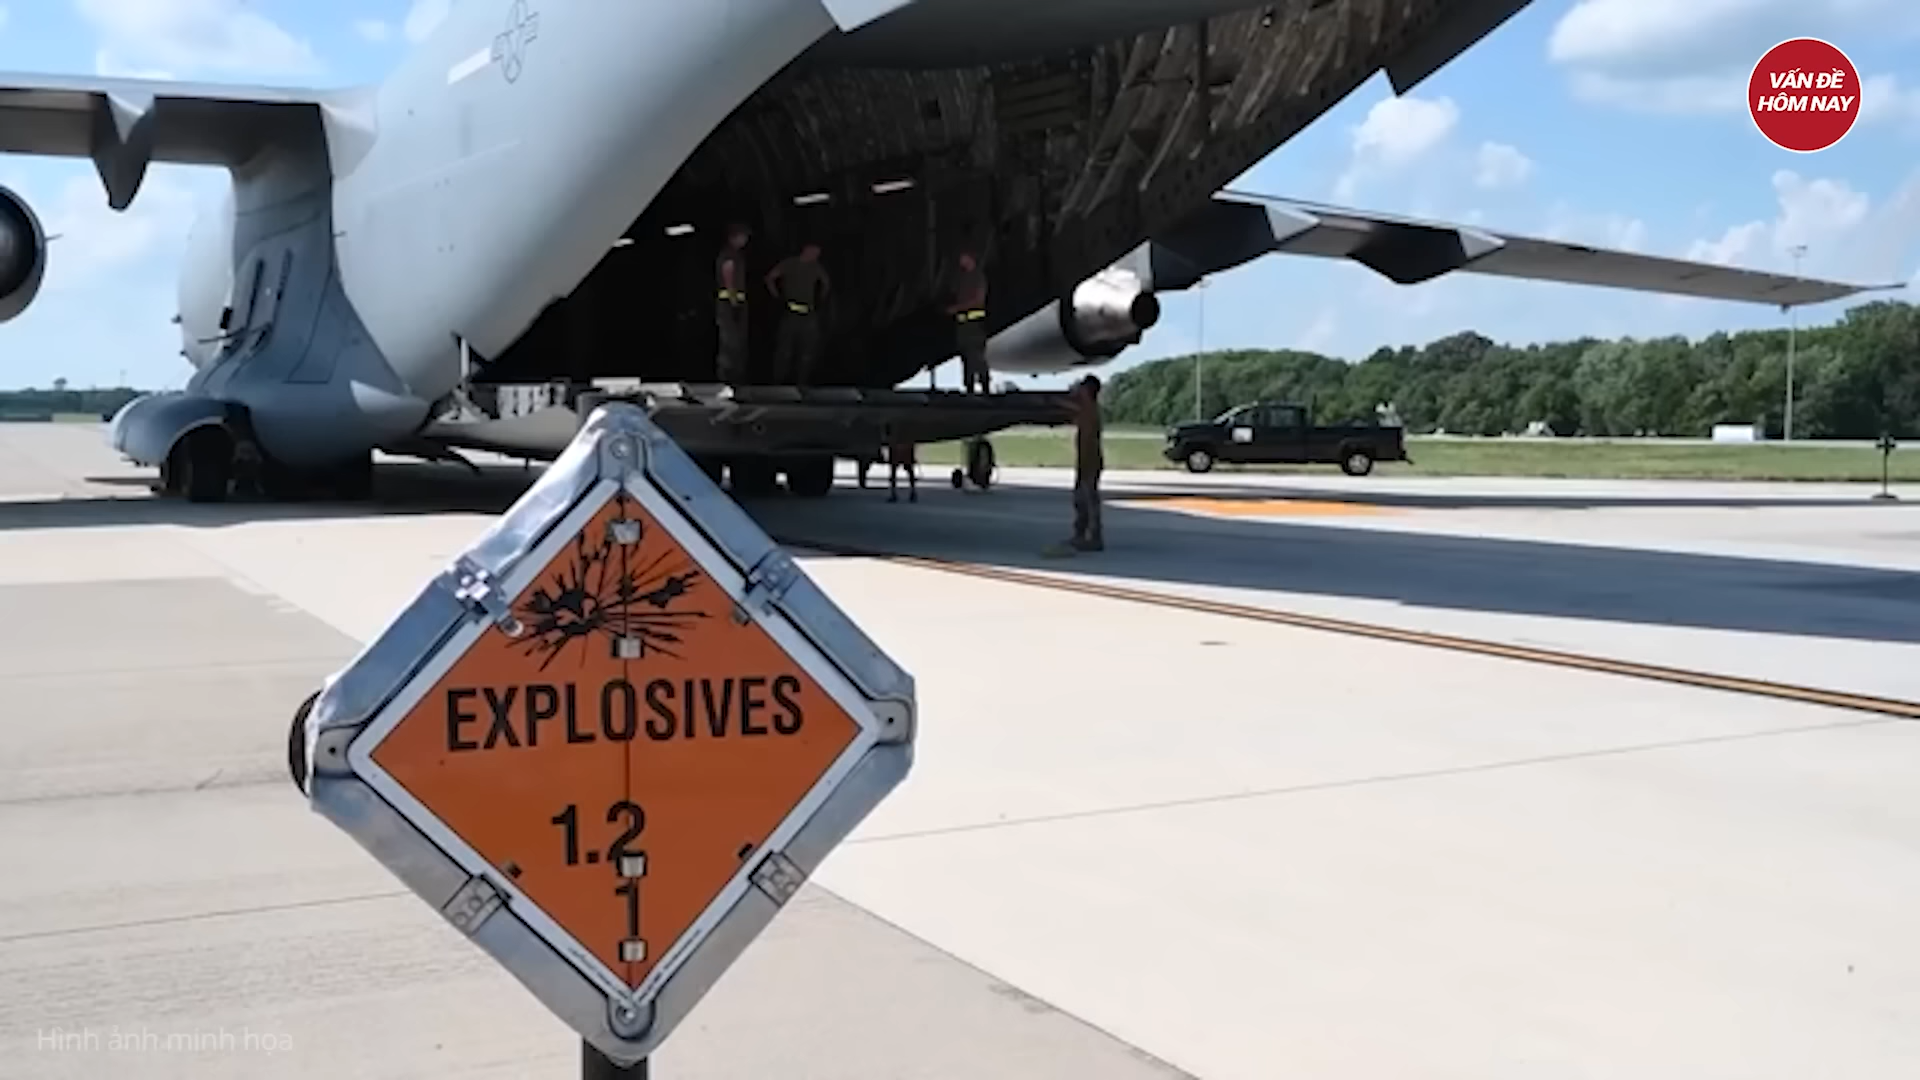 VẤN ĐỀ
HÔM NAY
EXPLOSIVES
1.2
1
Hình ảnh minh họa